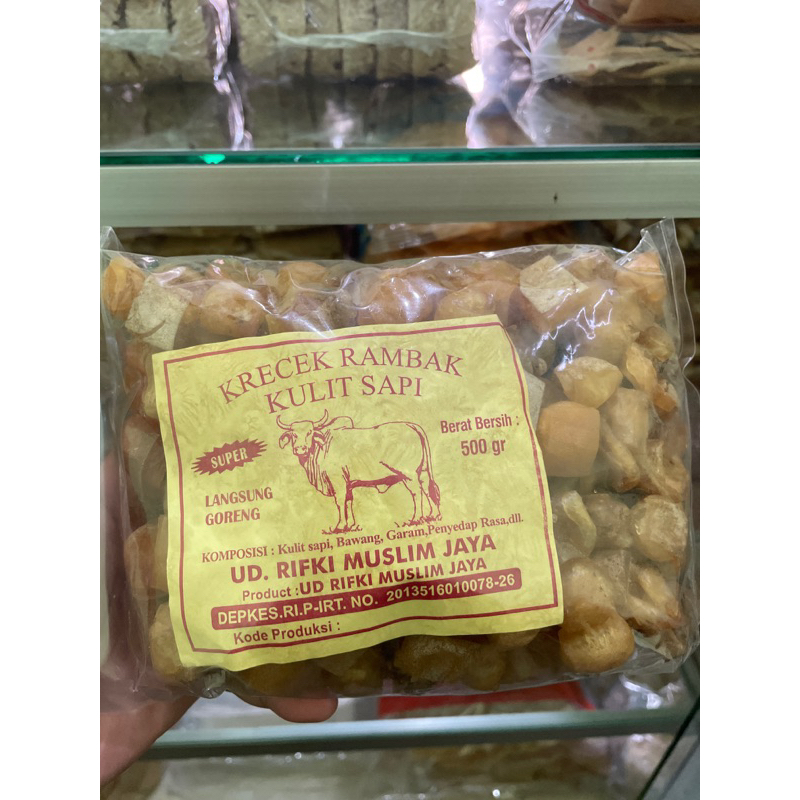 KRECEK RAMBAK
KULIT SAPI
Berat Bersih :
500 gr
SUPER
LANGSUNG
GORENG
KOMPOSISI : Kulit sapi, Bawang, Garam,Penyedap Rasa,dll.
UD. RIFKI MUSLIM JAYA
Product :UD RIFKI MUSLIM JAYA
DEPKES.RI.P-IRT. NO. 2013516010078-26
Kode Produksi :